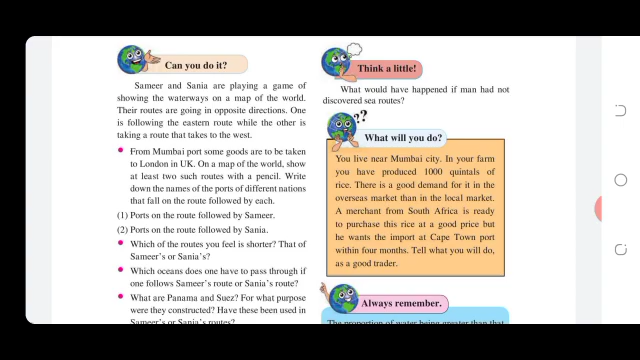 Can you do it?
Sameer and Sania are playing a game of
showing the waterways on a map of the world.
Their routes are going in opposite directions. One
is following the eastern route while the other is
taking a route that takes to the west.
• From Mumbai port some goods are to be taken
to London in UK. On a map of the world, show
at least two such routes with a pencil. Write
down the names of the ports of different nations
that fall on the route followed by each.
(1) Ports on the route followed by Sameer.
(2) Ports on the route followed by Sania.
• Which of the routes you feel is shorter? That of
Sameer's or Sania's?
• Which oceans does one have to pass through if
one follows Sameer's route or Sania's route?
• What are Panama and Suez? For what purpose
were they constructed? Have these been used in
Sameer's or Sania's routes?
Think a little!
What would have happened if man had not
discovered sea routes?
??
What will you do?
You live near Mumbai city. In your farm
you have produced 1000 quintals of
rice. There is a good demand for it in the
overseas market than in the local market.
A merchant from South Africa is ready
to purchase this rice at a good price but
he wants the import at Cape Town port
within four months. Tell what you will do,
as a good trader.
Always remember.
The proportion of water being greater than that